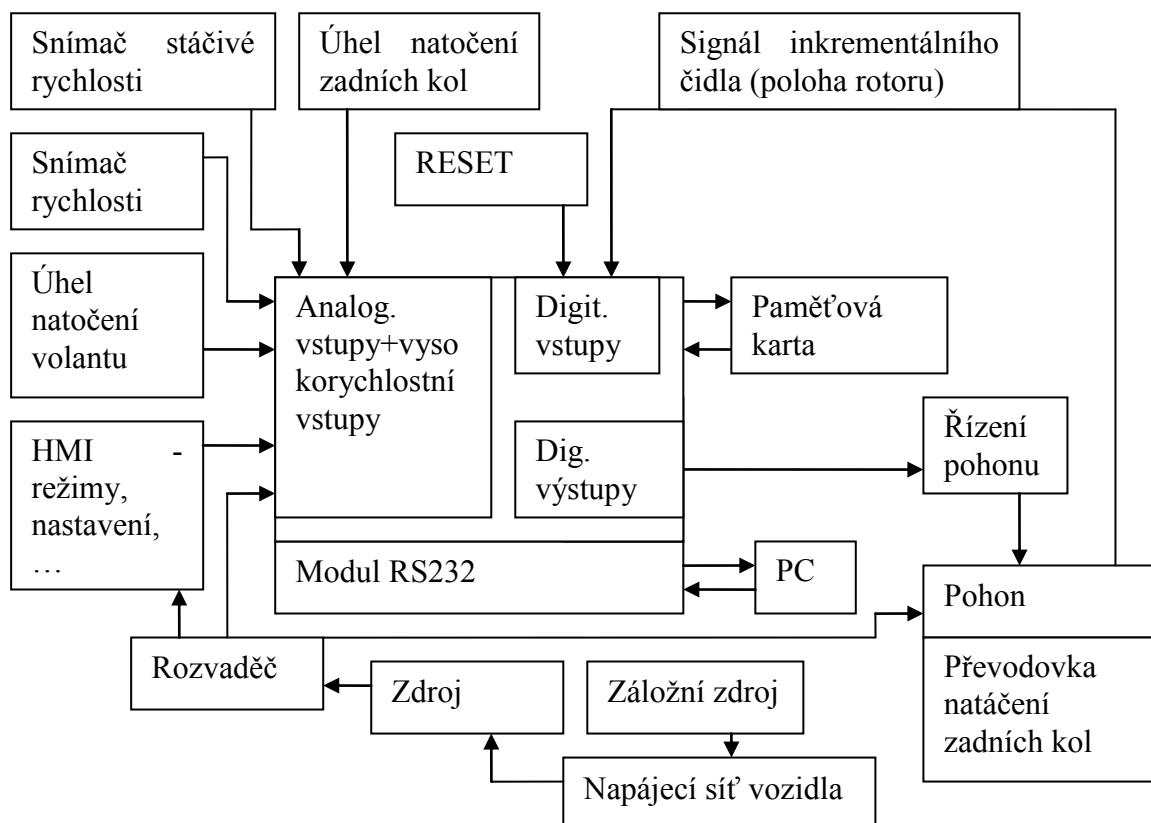 Snímač stáčivé
rychlosti
Úhel natočení
zadních kol
Signál inkrementálního
čidla (poloha rotoru)
Snímač
rychlosti
RESET
Úhel
natočení
volantu
Analog.
vstupy+vyso
korychlostní
vstupy
Digit.
vstupy
Paměťová
karta
HMI -
režimy,
nastavení,
…
Dig.
výstupy
Řízení
pohonu
Modul RS232
PC
Pohon
Rozvaděč
Zdroj
Záložní zdroj
Převodovka
natáčení
zadních kol
Napájecí síť vozidla